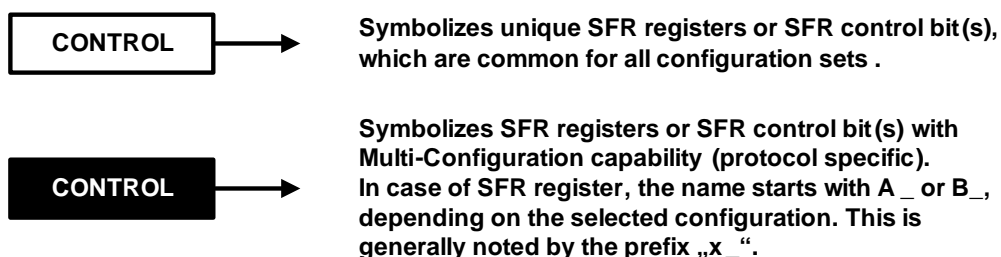 CONTROL
Symbolizes unique SFR registers or SFR control bit(s),
which are common for all configuration sets .
CONTROL
Symbolizes SFR registers or SFR control bit(s) with
Multi-Configuration capability (protocol specific).
In case of SFR register, the name starts with A _ or B_,
depending on the selected configuration. This is
generally noted by the prefix „x_“.